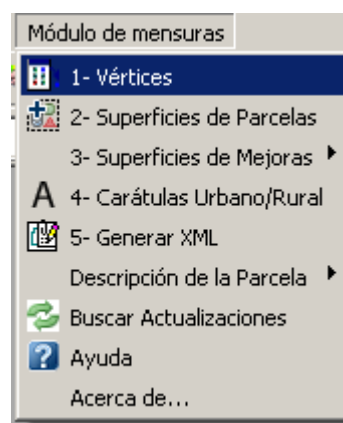 Módulo de mensuras
1- Vértices
2- Superficies de Parcelas
3- Superficies de Mejoras
A 4- Carátulas Urbano/Rural
5- Generar XML
Descripción de la Parcela
Buscar Actualizaciones
? Ayuda
Acerca de...